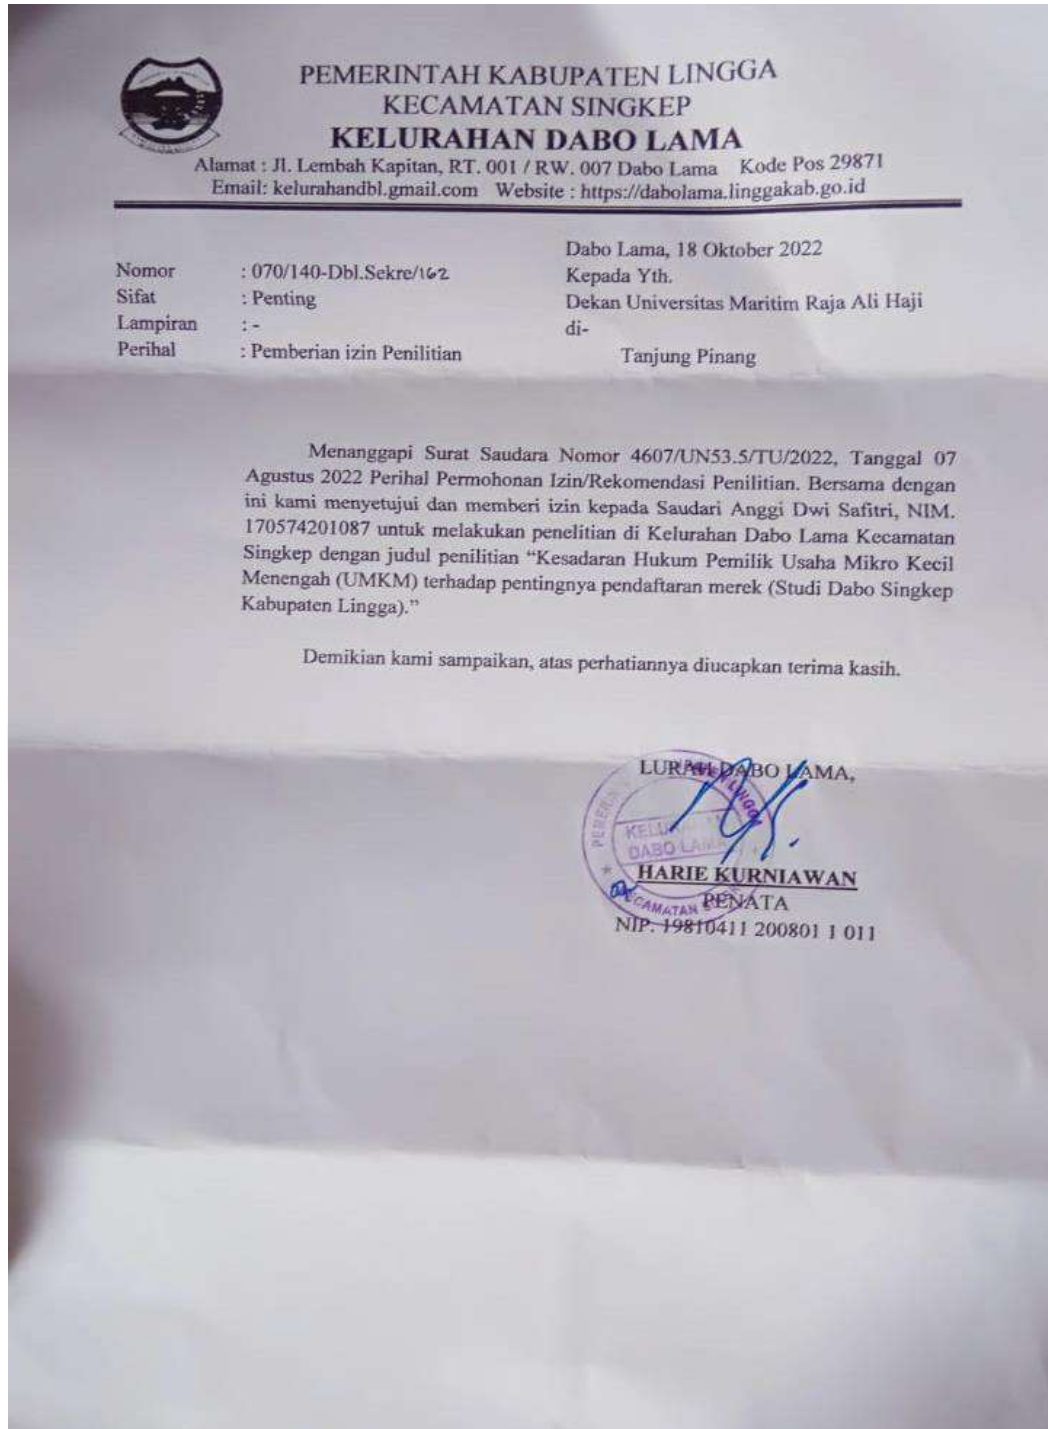 PEMERINTAH KABUPATEN LINGGA
KECAMATAN SINGKEP
KELURAHAN DABO LAMA
Alamat : Jl. Lembah Kapitan, RT. 001 / RW. 007 Dabo Lama Kode Pos 29871
Email: kelurahandbl.gmail.com Website : https://dabolama.linggakab.go.id
Dabo Lama, 18 Oktober 2022
Nomor : 070/140-Dbl.Sekre/162
Kepada Yth.
Sifat : Penting
Dekan Universitas Maritim Raja Ali Haji
Lampiran : -
di-
Perihal : Pemberian izin Penilitian
Tanjung Pinang
Menanggapi Surat Saudara Nomor 4607/UN53.5/TU/2022, Tanggal 07
Agustus 2022 Perihal Permohonan Izin/Rekomendasi Penilitian. Bersama dengan
ini kami menyetujui dan memberi izin kepada Saudari Anggi Dwi Safitri, NIM.
170574201087 untuk melakukan penelitian di Kelurahan Dabo Lama Kecamatan
Singkep dengan judul penilitian “Kesadaran Hukum Pemilik Usaha Mikro Kecil
Menengah (UMKM) terhadap pentingnya pendaftaran merek (Studi Dabo Singkep
Kabupaten Lingga).”
Demikian kami sampaikan, atas perhatiannya diucapkan terima kasih.
LURAH DABO LAMA,
DABO LAMA
HARIE KURNIAWAN
PENATA
NIP. 19810411 200801 1 011